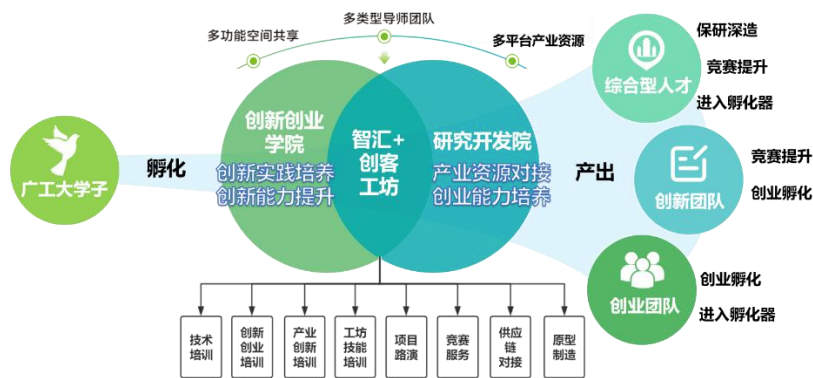 多功能空间共享
多类型导师团队
多平台产业资源
广工大学子
孵化
创新创业
学院
创新实践培养
创新能力提升
智汇+
创客
工坊
研究开发院
产业资源对接
创业能力培养
产出
综合型人才
保研深造
竞赛提升
进入孵化器
创新团队
竞赛提升
创业孵化
创业团队
创业孵化
进入孵化器
技术
培训
创新
创业
培训
产业
创新
培训
工坊
技能
培训
项目
路演
竞赛
服务
供应
链
对接
原型
制造